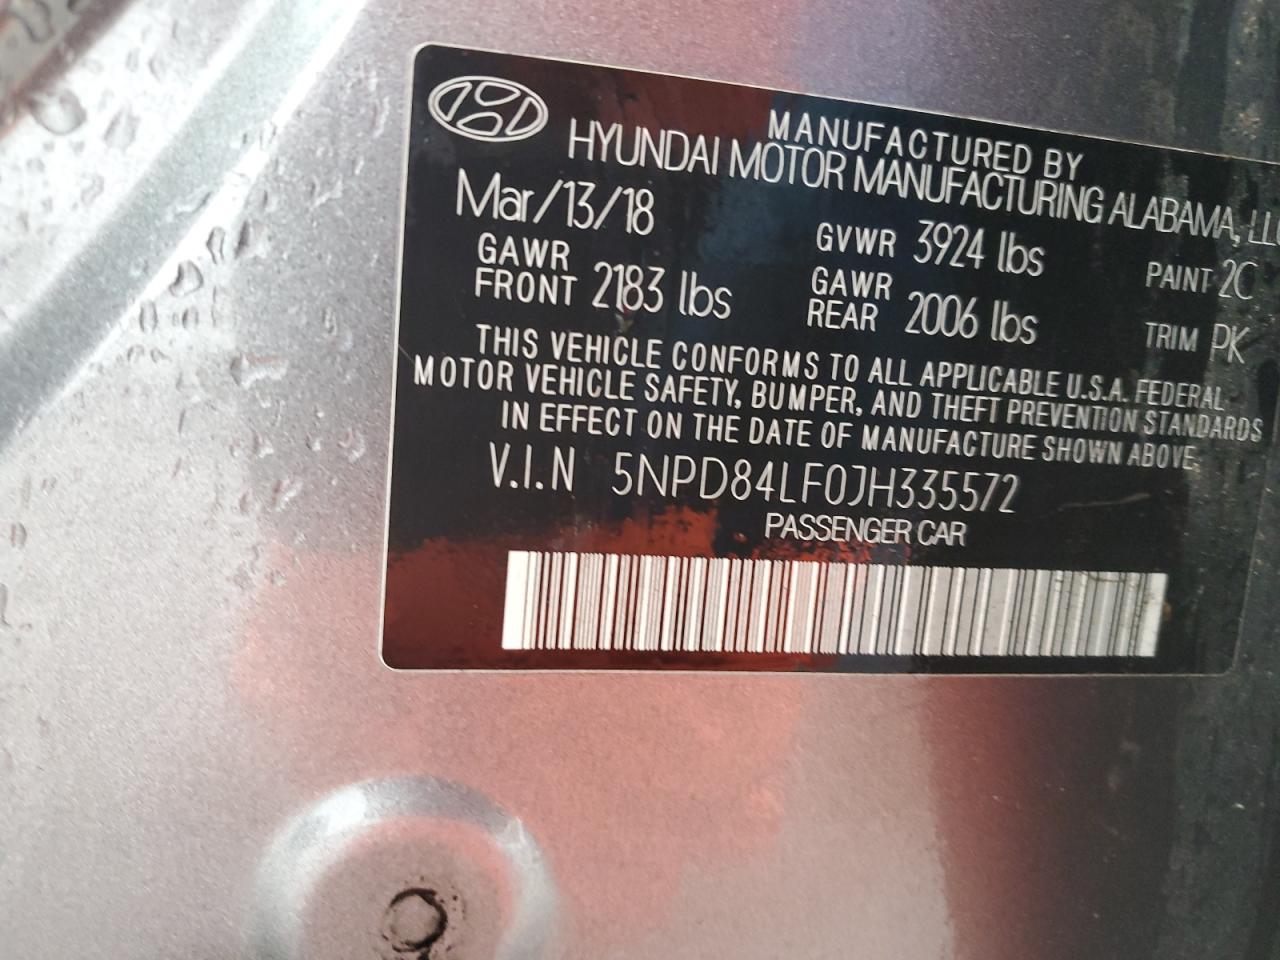 MANUFACTURED BY
HYUNDAI MOTOR MANUFACTURING ALABAMA, LLC
Mar/13/18
GVWR 3924 lbs
PAINT 2C
GAWR
FRONT 2183 lbs
GAWR
REAR 2006 lbs
TRIM PK
THIS VEHICLE CONFORMS TO ALL APPLICABLE U.S.A. FEDERAL
MOTOR VEHICLE SAFETY, BUMPER, AND THEFT PREVENTION STANDARDS
IN EFFECT ON THE DATE OF MANUFACTURE SHOWN ABOVE.
V.I.N 5NPD84LF0JH335572
PASSENGER CAR